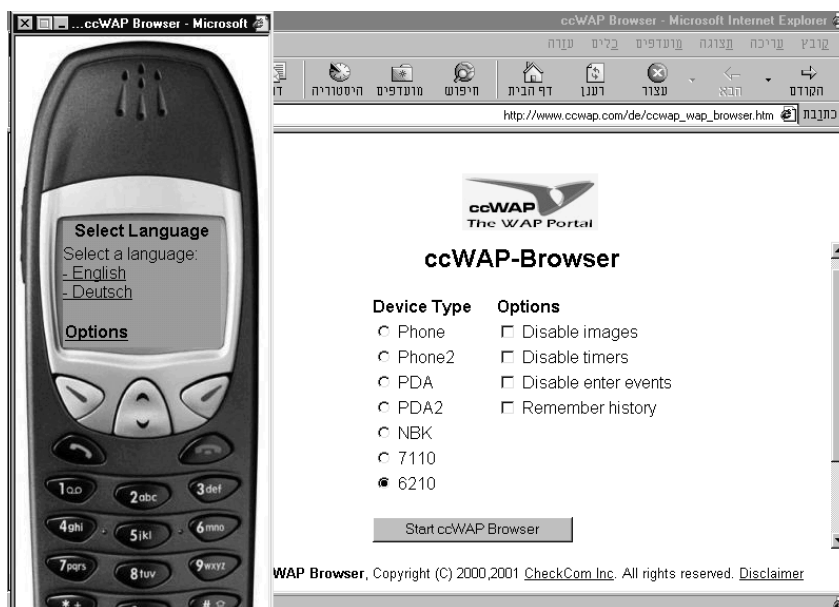 ...ccWAP Browser - Microsoft
ccWAP Browser - Microsoft Internet Explorer
קובץ עריכה תצוגה מועדפים כלים עזרה
הקודם הבא עצור רענן דף הבית חיפוש מועדפים היסטוריה
כתובת http://www.ccwap.com/de/ccwap_wap_browser.htm
Select Language
Select a language:
- English
- Deutsch
Options
1
2abc
3def
4ghi
5jkl
6mno
7pqrs
8tuv
9wxyz
* +
#
ccWAP
The WAP Portal
ccWAP-Browser
Device Type Options
Phone Disable images
Phone2 Disable timers
PDA Disable enter events
PDA2 Remember history
NBK
7110
6210
Start ccWAP Browser
WAP Browser, Copyright (C) 2000,2001 CheckCom Inc. All rights reserved. Disclaimer